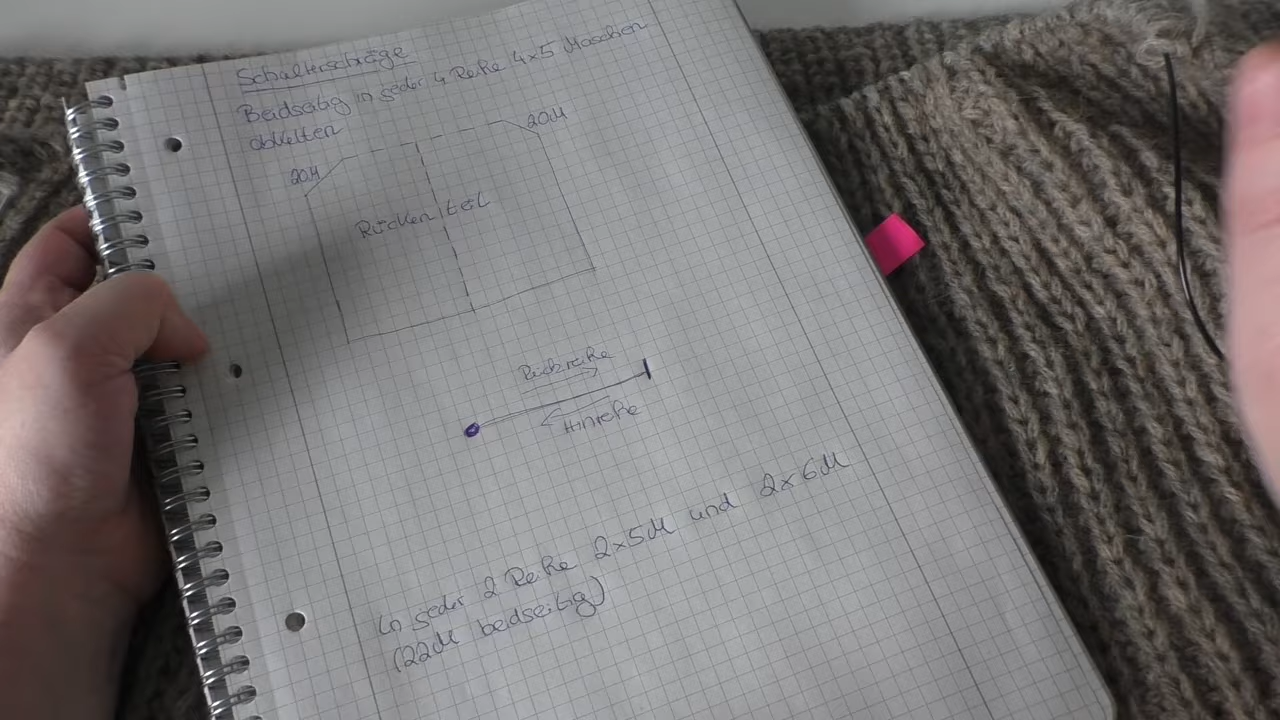 Schulterschräge
Beidseitig in jeder 4 Reihe 4x5 Maschen
abketten
20M
20M
Rückenteil
Rückreihe
Hinreihe
In jeder 2 Reihe 2x5M und 2x6M
(22M beidseitig)